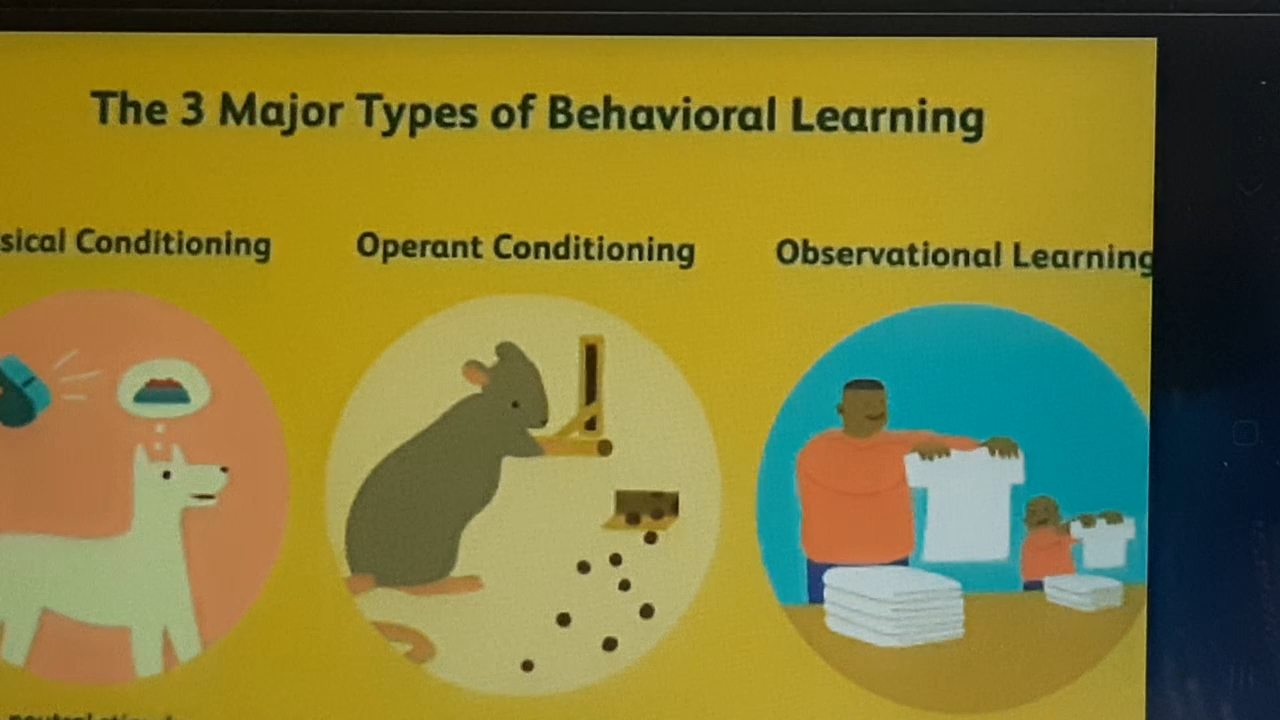 The 3 Major Types of Behavioral Learning
sical Conditioning
Operant Conditioning
Observational Learning